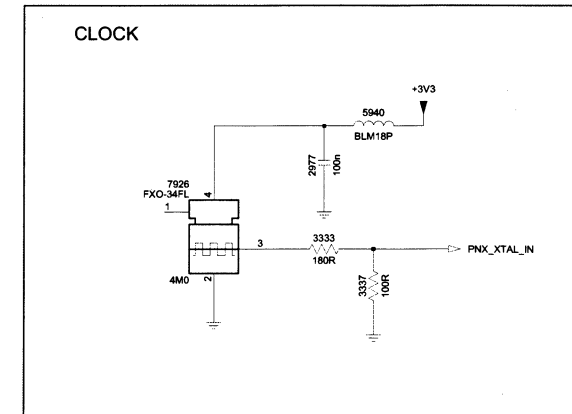 CLOCK
+3V3
5940
BLM18P
2977
100n
7926
FXO-34FL
1
4
3
3333
180R
PNX_XTAL_IN
4M0
2
3337
100R